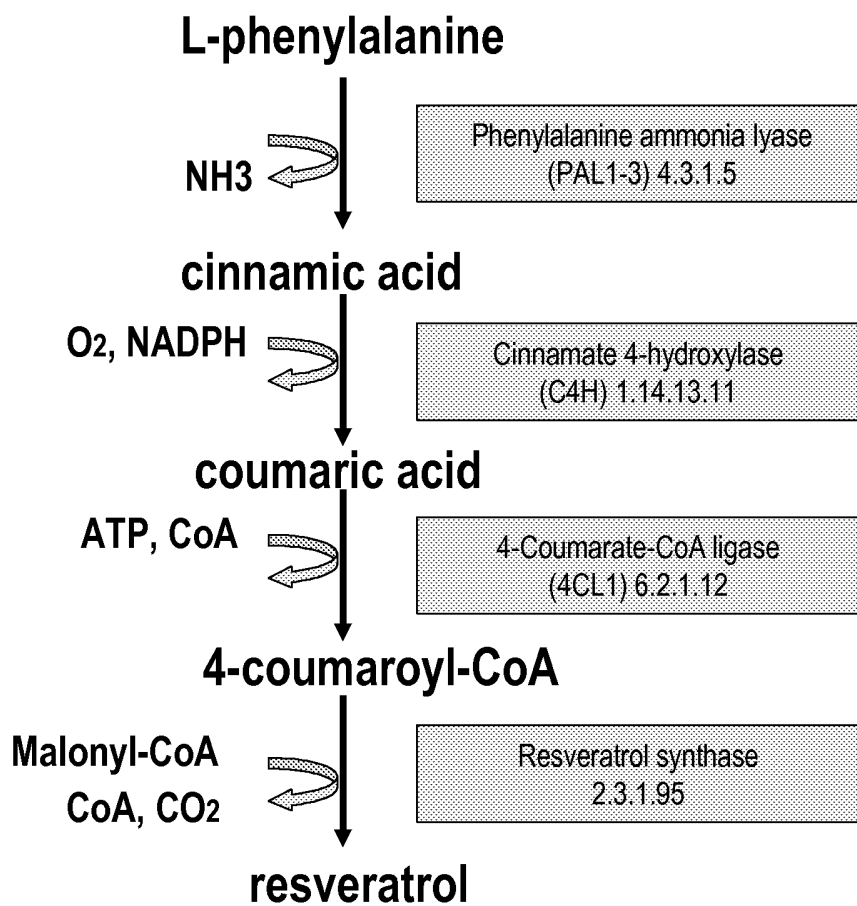 L-phenylalanine
NH3
Phenylalanine ammonia lyase
(PAL1-3) 4.3.1.5
cinnamic acid
O2, NADPH
Cinnamate 4-hydroxylase
(C4H) 1.14.13.11
coumaric acid
ATP, CoA
4-Coumarate-CoA ligase
(4CL1) 6.2.1.12
4-coumaroyl-CoA
Malonyl-CoA
CoA, CO2
Resveratrol synthase
2.3.1.95
resveratrol